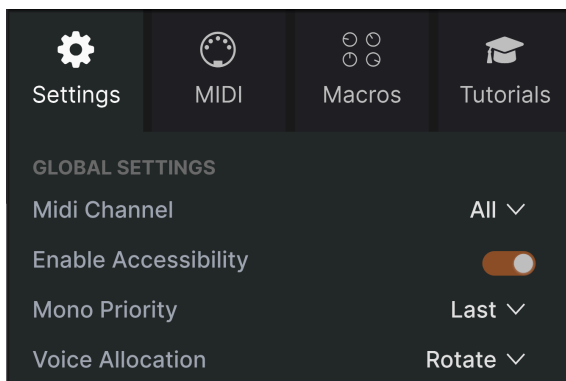 Settings MIDI Macros Tutorials
GLOBAL SETTINGS
Midi Channel All
Enable Accessibility
Mono Priority Last
Voice Allocation Rotate